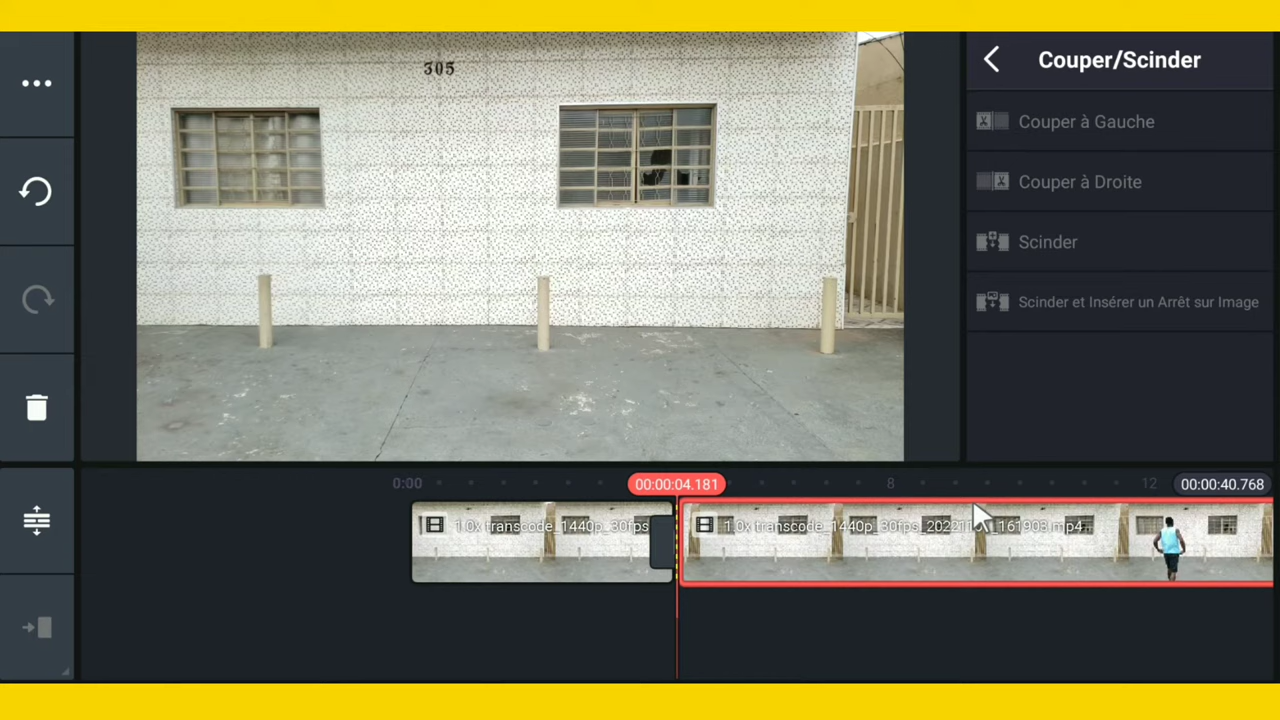 Couper/Scinder
305
Couper à Gauche
Couper à Droite
Scinder
Scinder et Insérer un Arrêt sur Image
0:00
00:00:04.181
8
12
00:00:40.768
1.0x transcode_1440p_30fps
1.0x transcode_1440p_30fps_20221 161903.mp4